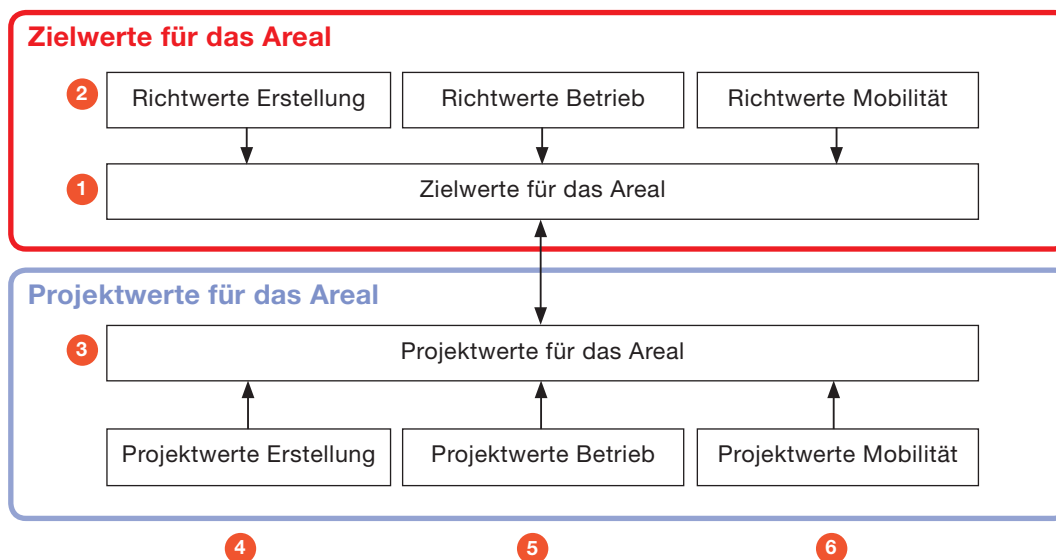 Zielwerte für das Areal
2 Richtwerte Erstellung Richtwerte Betrieb Richtwerte Mobilität
1 Zielwerte für das Areal
Projektwerte für das Areal
3 Projektwerte für das Areal
Projektwerte Erstellung Projektwerte Betrieb Projektwerte Mobilität
4 5 6